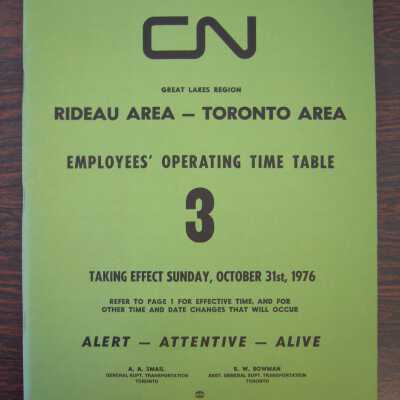 CN
GREAT LAKES REGION
RIDEAU AREA — TORONTO AREA
EMPLOYEES' OPERATING TIME TABLE
3
TAKING EFFECT SUNDAY, OCTOBER 31st, 1976
REFER TO PAGE 1 FOR EFFECTIVE TIME, AND FOR
OTHER TIME AND DATE CHANGES THAT WILL OCCUR
ALERT — ATTENTIVE — ALIVE
A. A. SMAIL
GENERAL SUPT. TRANSPORTATION
TORONTO
R. W. BOWMAN
ASST. GENERAL SUPT. TRANSPORTATION
TORONTO